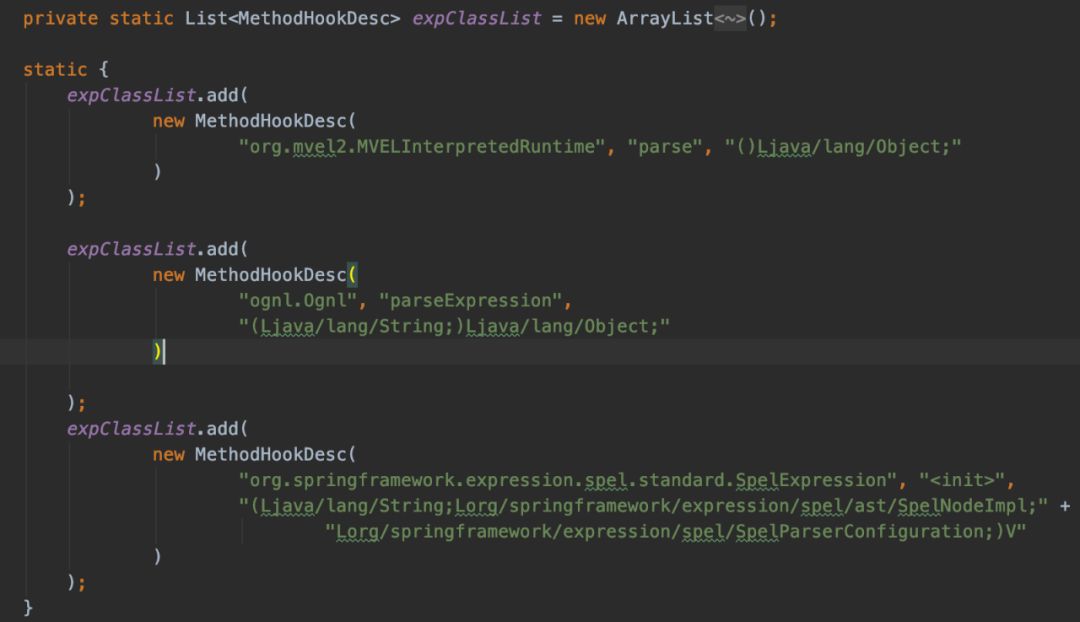 private static List<MethodHookDesc> expClassList = new ArrayList<~>();
static {
expClassList.add(
new MethodHookDesc(
"org.mvel2.MVELInterpretedRuntime", "parse", "()Ljava/lang/Object;"
)
);
expClassList.add(
new MethodHookDesc(
"ognl.Ognl", "parseExpression",
"(Ljava/lang/String;)Ljava/lang/Object;"
)
);
expClassList.add(
new MethodHookDesc(
"org.springframework.expression.spel.standard.SpelExpression", "<init>",
"(Ljava/lang/String;Lorg/springframework/expression/spel/ast/SpelNodeImpl;" +
"Lorg/springframework/expression/spel/SpelParserConfiguration;)V"
)
);
}